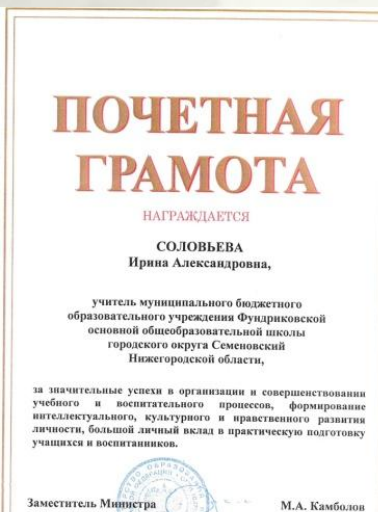 ПОЧЕТНАЯ
ГРАМОТА
НАГРАЖДАЕТСЯ
СОЛОВЬЕВА
Ирина Александровна,
учитель муниципального бюджетного
образовательного учреждения Фундриковской
основной общеобразовательной школы
городского округа Семеновский
Нижегородской области,
за значительные успехи в организации и совершенствовании
учебного и воспитательного процессов, формирование
интеллектуального, культурного и нравственного развития
личности, большой личный вклад в практическую подготовку
учащихся и воспитанников.
Заместитель Министра М.А. Камболов